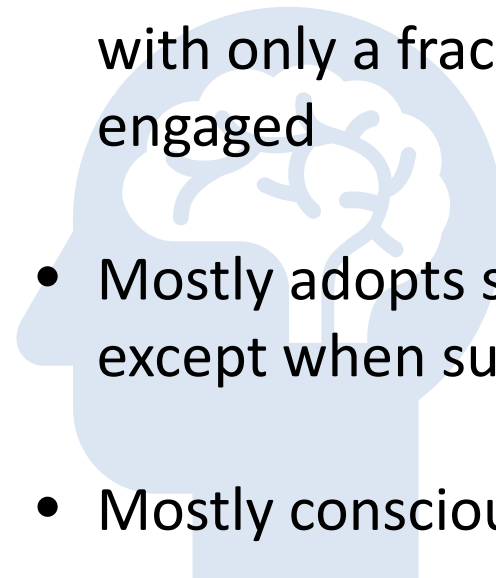 with only a frac
engaged
• Mostly adopts s
except when su
• Mostly consciou